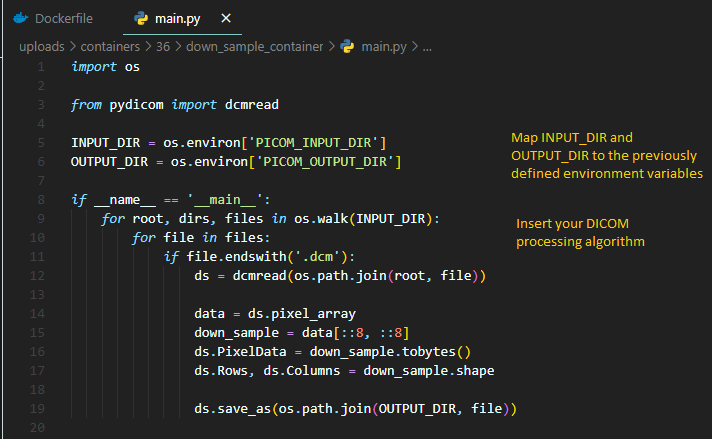 Dockerfile main.py ×
uploads > containers > 36 > down_sample_container > main.py > ...
1 import os
2
3 from pydicom import dcmread
4
5 INPUT_DIR = os.environ['PICOM_INPUT_DIR']
6 OUTPUT_DIR = os.environ['PICOM_OUTPUT_DIR']
7
8 if __name__ == '__main__':
9 for root, dirs, files in os.walk(INPUT_DIR):
10 for file in files:
11 if file.endswith('.dcm'):
12 ds = dcmread(os.path.join(root, file))
13
14 data = ds.pixel_array
15 down_sample = data[::8, ::8]
16 ds.PixelData = down_sample.tobytes()
17 ds.Rows, ds.Columns = down_sample.shape
18
19 ds.save_as(os.path.join(OUTPUT_DIR, file))
20
Map INPUT_DIR and
OUTPUT_DIR to the previously
defined environment variables
Insert your DICOM
processing algorithm